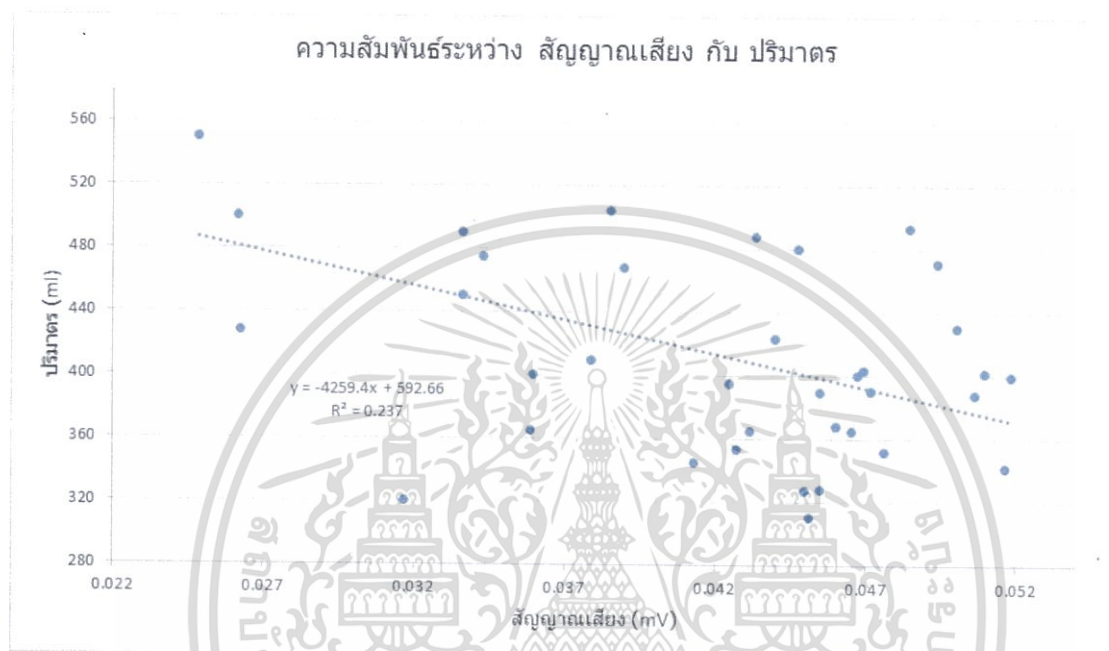 ความสัมพันธ์ระหว่าง สัญญาณเสียง กับ ปริมาตร
560
520
480
440
400
360
320
280
ปริมาตร (ml)
y = -4259.4x + 592.66
R² = 0.237
0.022 0.027 0.032 0.037 0.042 0.047 0.052
สัญญาณเสียง (mV)